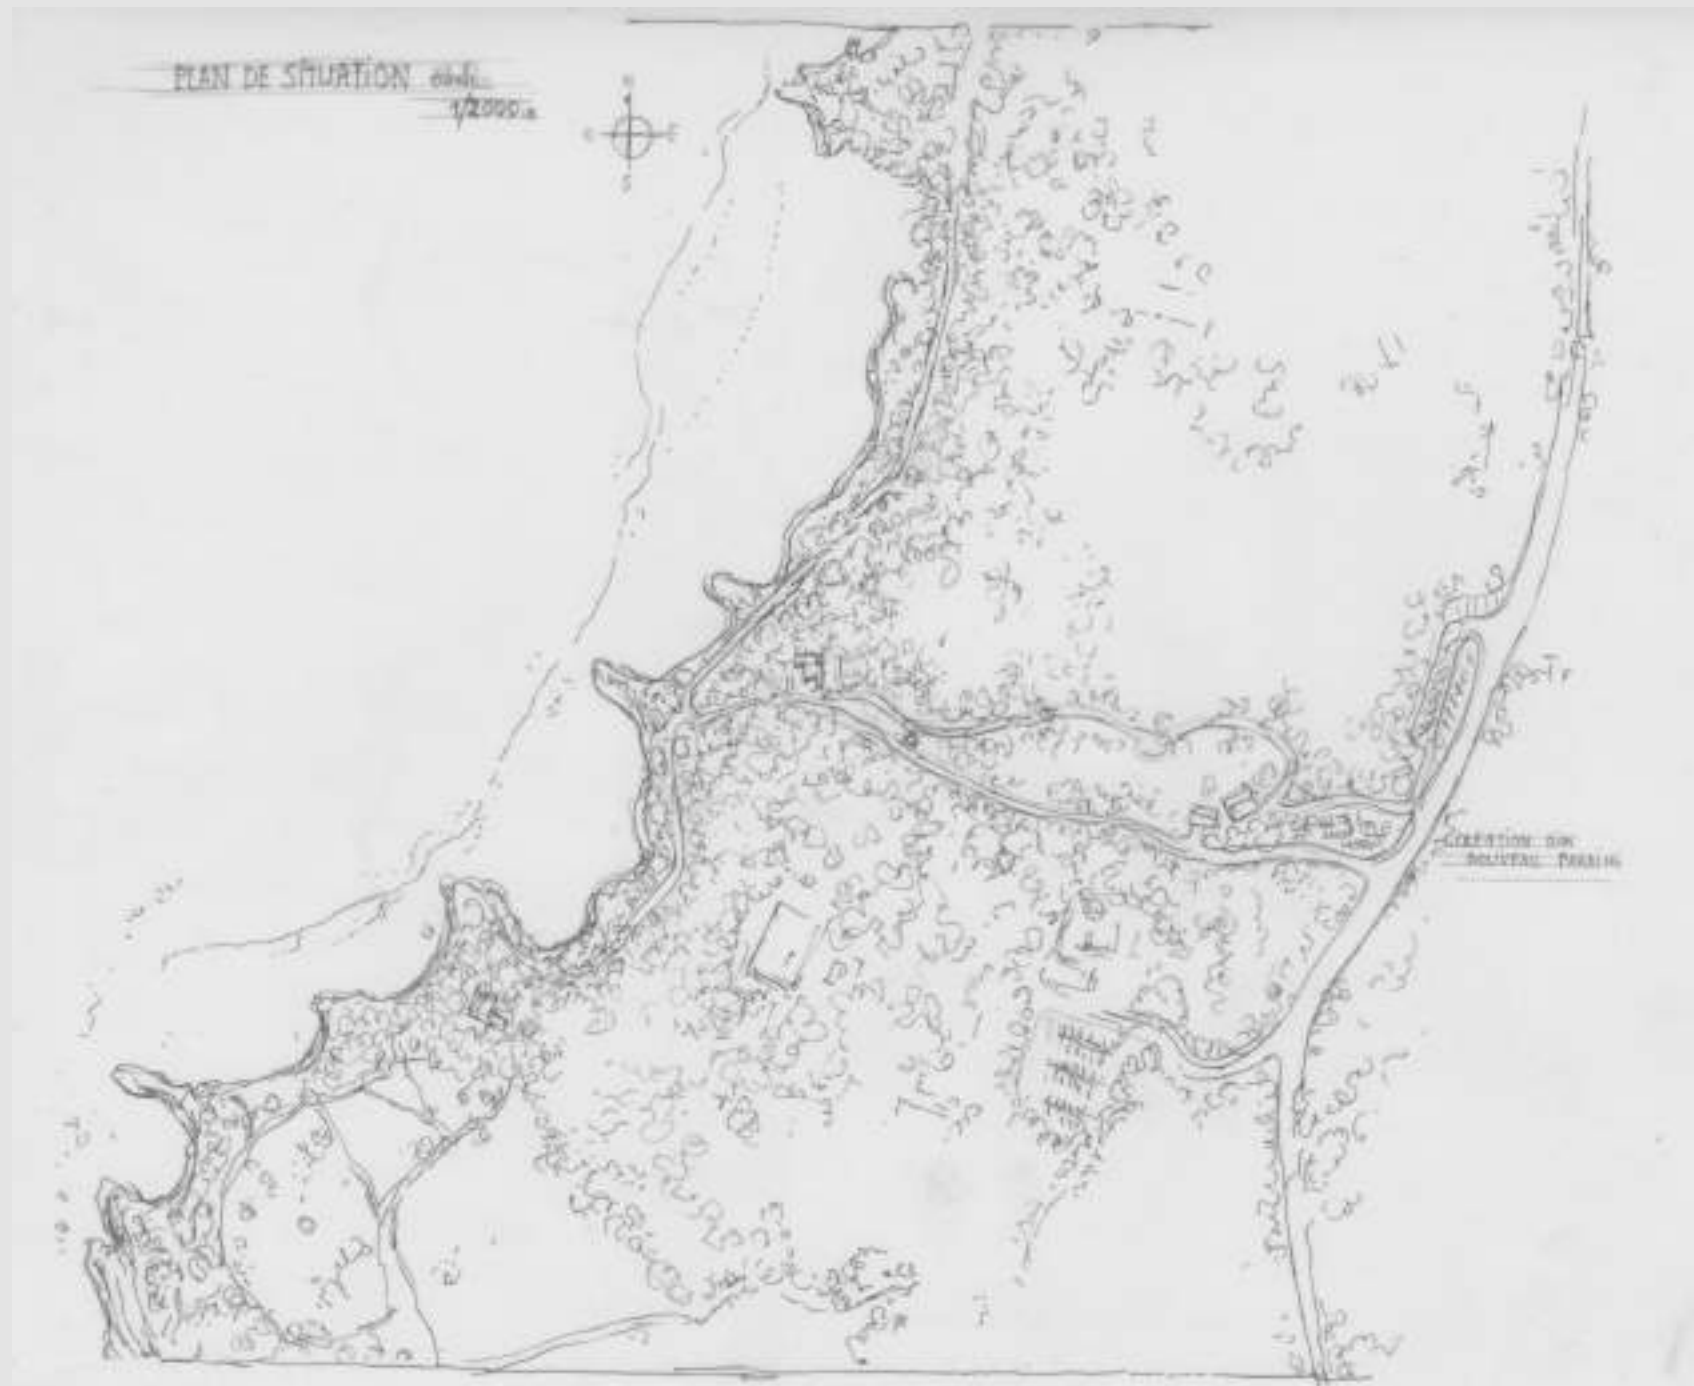 PLAN DE SITUATION
1/2000
CREATION D'UN
NOUVEAU PARKING